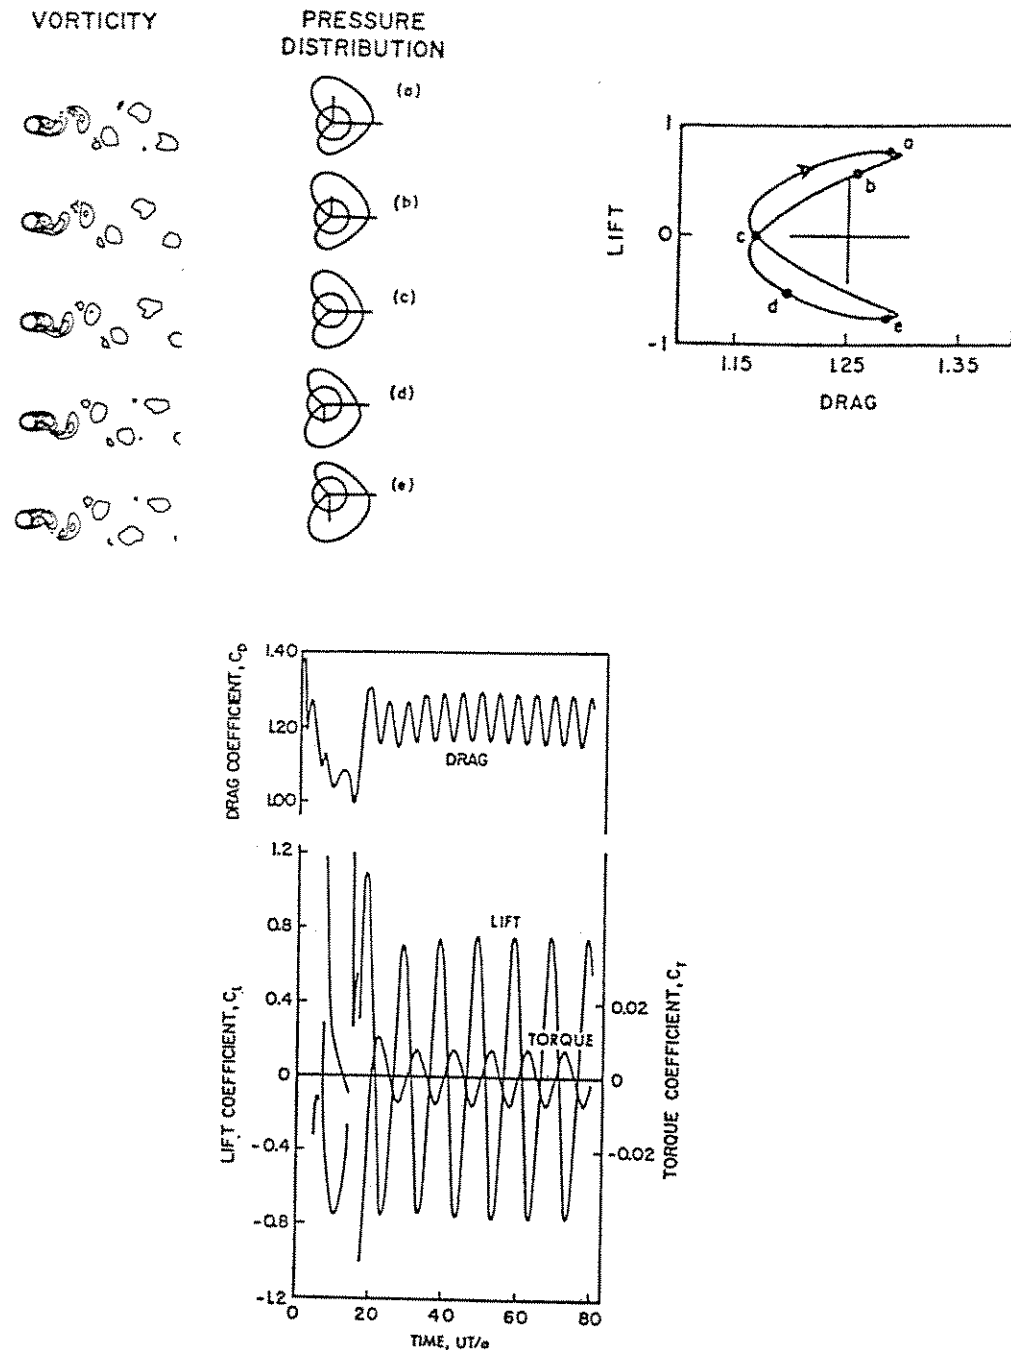 VORTICITY
PRESSURE
DISTRIBUTION
(a)
(b)
(c)
(d)
(e)
1
0
-1
LIFT
a
b
c
d
e
1.15
1.25
1.35
DRAG
1.40
1.20
1.00
DRAG COEFFICIENT, C_D
DRAG
1.2
0.8
0.4
0
-0.4
-0.8
-1.2
LIFT COEFFICIENT, C_L
LIFT
TORQUE
0.02
0
-0.02
TORQUE COEFFICIENT, C_T
0
20
40
60
80
TIME, UT/a